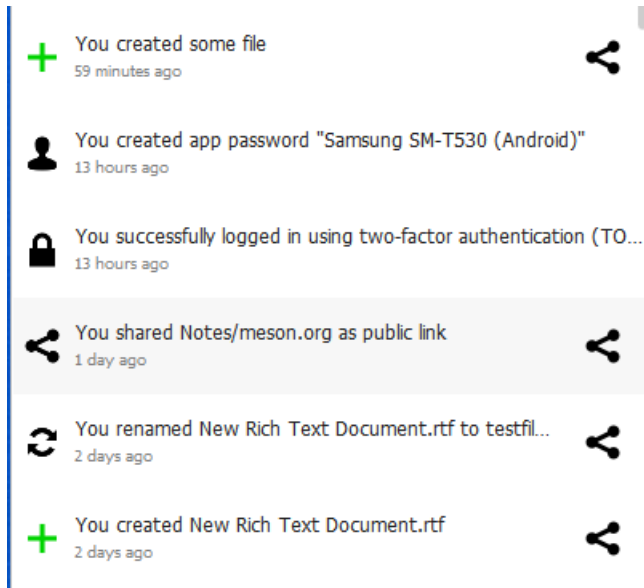 You created some file
59 minutes ago
You created app password "Samsung SM-T530 (Android)"
13 hours ago
You successfully logged in using two-factor authentication (TO...
13 hours ago
You shared Notes/meson.org as public link
1 day ago
You renamed New Rich Text Document.rtf to testfil...
2 days ago
You created New Rich Text Document.rtf
2 days ago